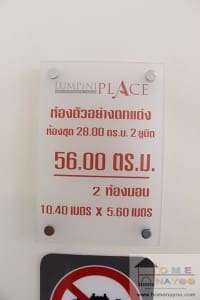 LUMPINI PLACE
ห้องตัวอย่างตกแต่ง
ห้องชุด 28.00 ตร.ม. 2 ยูนิต
56.00 ตร.ม.
2 ห้องนอน
10.40 เมตร X 5.60 เมตร
HOME
NAYOO
www.homenayoo.com